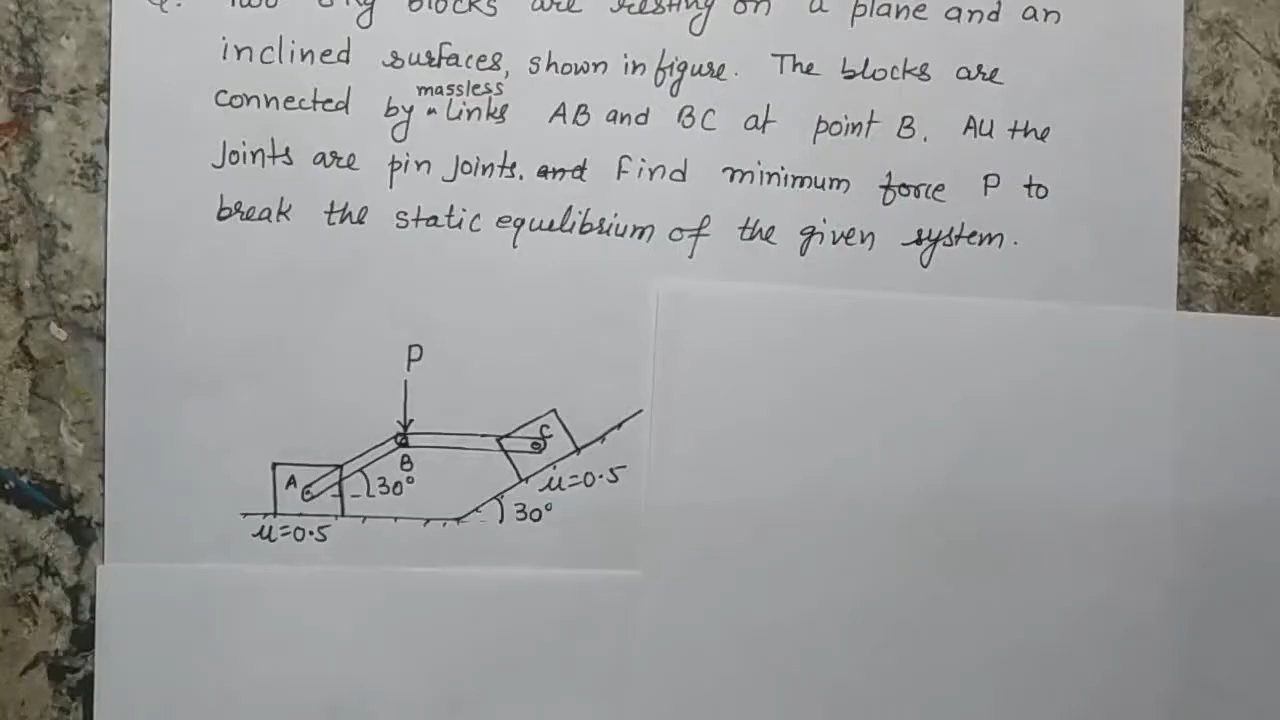 blocks are resting on a plane and an
inclined surfaces, shown in figure. The blocks are
massless
connected by links AB and BC at point B. All the
Joints are pin Joints. and Find minimum force P to
break the static equilibrium of the given system.
P
B
C
A
30°
μ=0.5
30°
μ=0.5